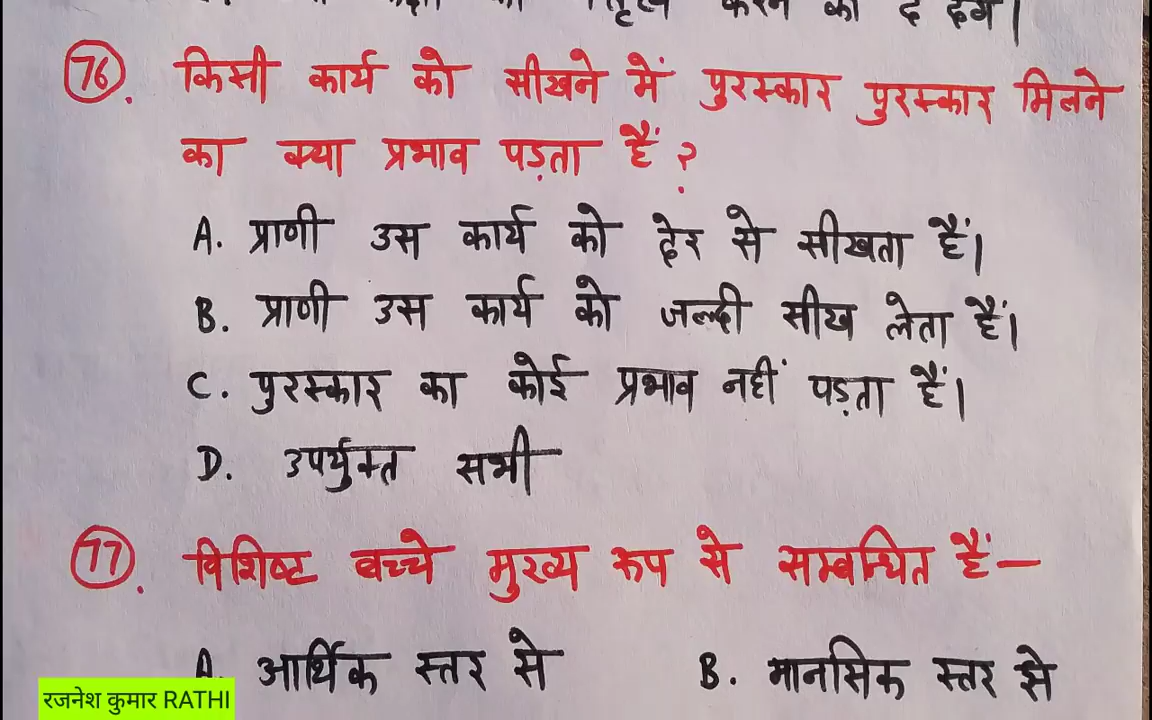 करने को दे देंगे।
76. किसी कार्य को सीखने में पुरस्कार पुरस्कार मिलने
का क्या प्रभाव पड़ता हैं ?
A. प्राणी उस कार्य को देर से सीखता हैं।
B. प्राणी उस कार्य को जल्दी सीख लेता हैं।
C. पुरस्कार का कोई प्रभाव नहीं पड़ता हैं।
D. उपर्युक्त सभी
77. विशिष्ट बच्चे मुख्य रूप से सम्बन्धित हैं—
A. आर्थिक स्तर से B. मानसिक स्तर से
रजनेश कुमार RATHI